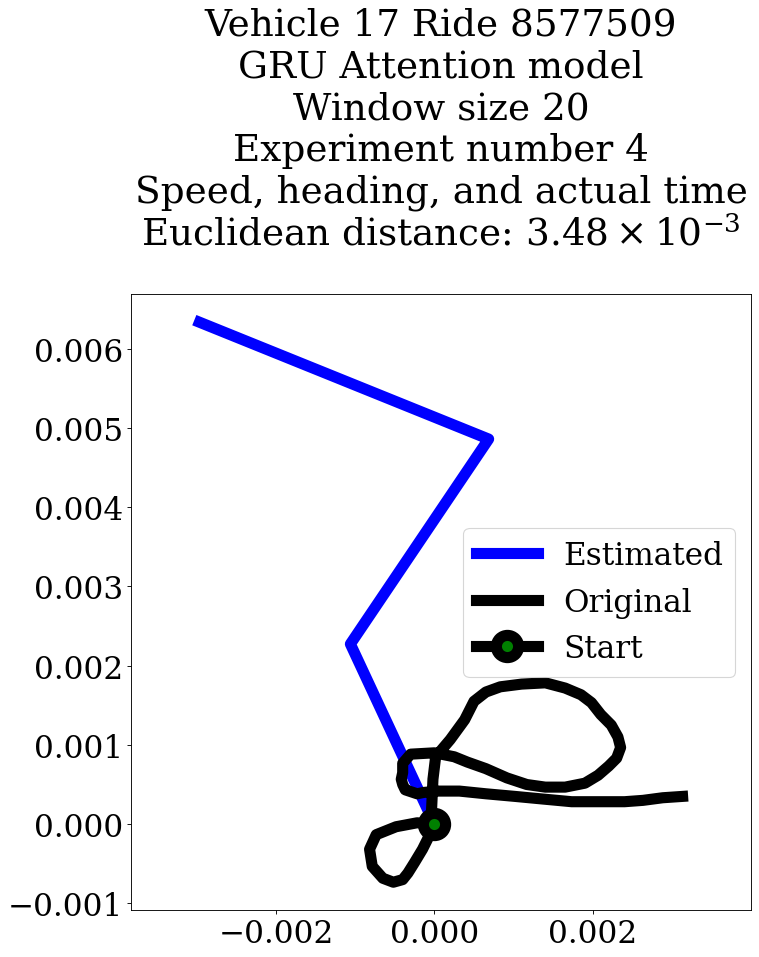 Vehicle 17 Ride 8577509
GRU Attention model
Window size 20
Experiment number 4
Speed, heading, and actual time
Euclidean distance: 3.48 × 10⁻³
0.006
0.005
0.004
0.003
0.002
0.001
0.000
−0.001
Estimated
Original
Start
−0.002
0.000
0.002